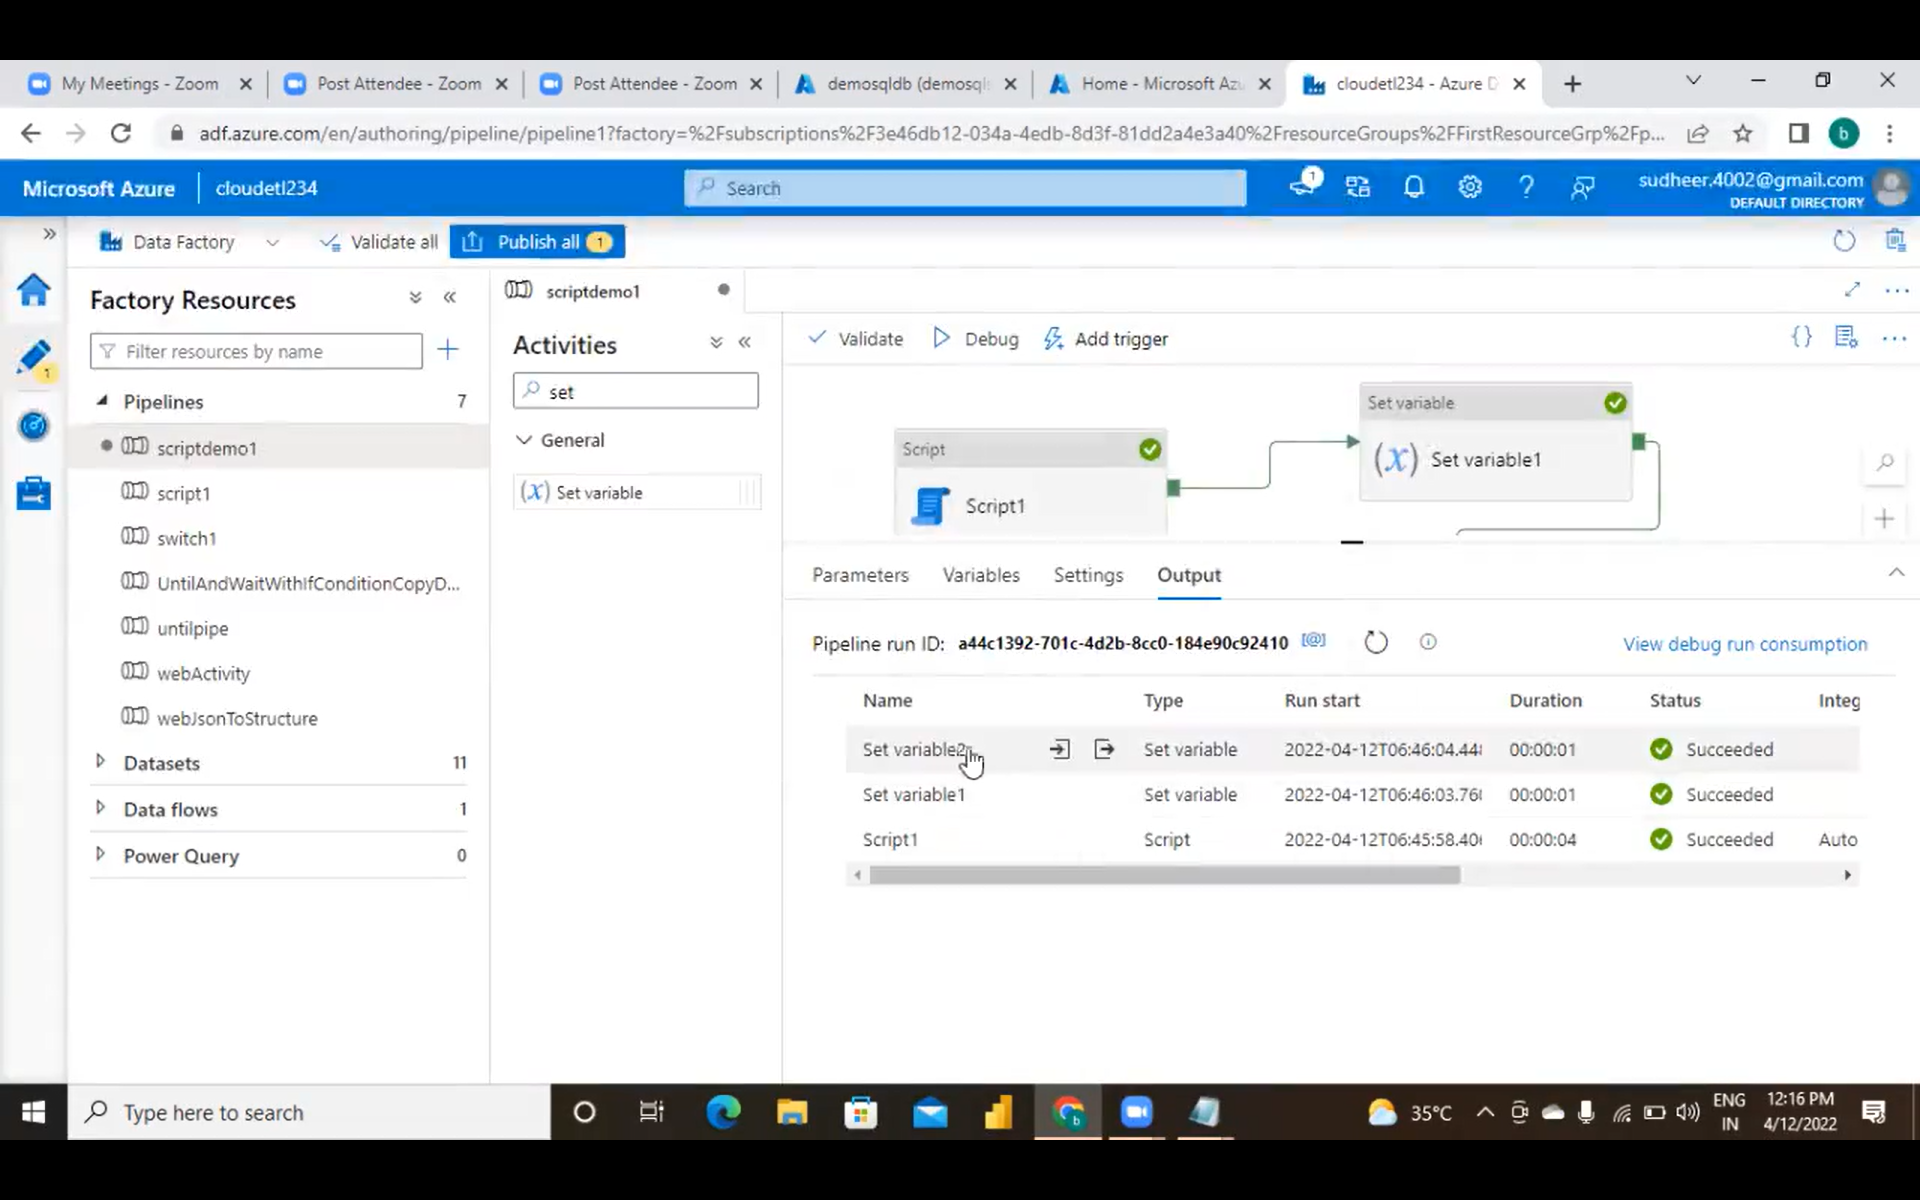 My Meetings - Zoom
Post Attendee - Zoom
Post Attendee - Zoom
demosqldb (demosql
Home - Microsoft Azu
cloudetl234 - Azure D
adf.azure.com/en/authoring/pipeline/pipeline1?factory=%2Fsubscriptions%2F3e46db12-034a-4edb-8d3f-81dd2a4e3a40%2FresourceGroups%2FFirstResourceGrp%2Fp...
b
Microsoft Azure
cloudetl234
Search
1
sudheer.4002@gmail.com
DEFAULT DIRECTORY
Data Factory
Validate all
Publish all 1
Factory Resources
scriptdemo1
Filter resources by name
1
Activities
set
General
(x) Set variable
Validate
Debug
Add trigger
Pipelines 7
scriptdemo1
script1
switch1
UntilAndWaitWithIfConditionCopyD...
untilpipe
webActivity
webJsonToStructure
Datasets 11
Data flows 1
Power Query 0
Script
Script1
Set variable
(x) Set variable1
Parameters
Variables
Settings
Output
Pipeline run ID: a44c1392-701c-4d2b-8cc0-184e90c92410 [@]
View debug run consumption
Name Type Run start Duration Status Integ
Set variable2 Set variable 2022-04-12T06:46:04.44 00:00:01 Succeeded
Set variable1 Set variable 2022-04-12T06:46:03.76 00:00:01 Succeeded
Script1 Script 2022-04-12T06:45:58.40 00:00:04 Succeeded Auto
Type here to search
35°C
ENG
IN
12:16 PM
4/12/2022